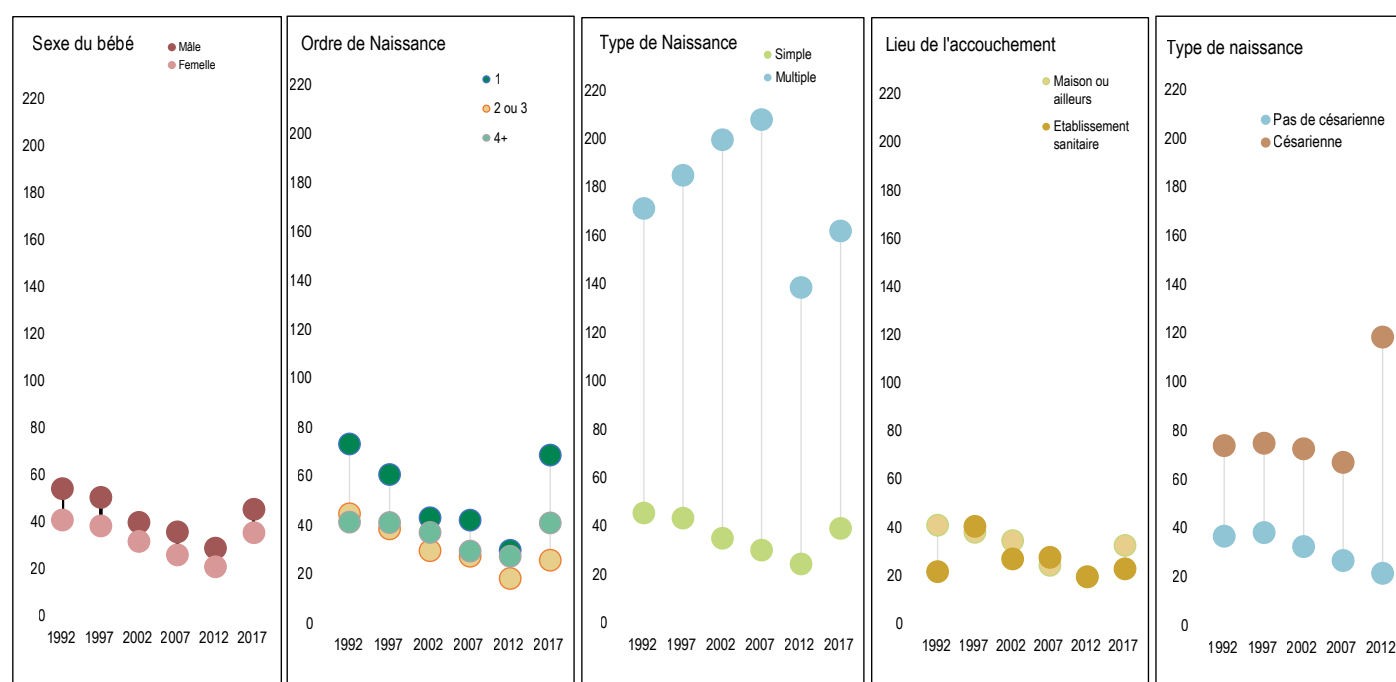 Sexe du bébé
Mâle
Femelle
220
200
180
160
140
120
100
80
60
40
20
0
1992 1997 2002 2007 2012 2017
Ordre de Naissance
1
2 ou 3
4+
220
200
180
160
140
120
100
80
60
40
20
0
1992 1997 2002 2007 2012 2017
Type de Naissance
Simple
Multiple
220
200
180
160
140
120
100
80
60
40
20
0
1992 1997 2002 2007 2012 2017
Lieu de l'accouchement
Maison ou
ailleurs
Etablissement
sanitaire
220
200
180
160
140
120
100
80
60
40
20
0
1992 1997 2002 2007 2012 2017
Type de naissance
Pas de césarienne
Césarienne
220
200
180
160
140
120
100
80
60
40
20
0
1992 1997 2002 2007 2012